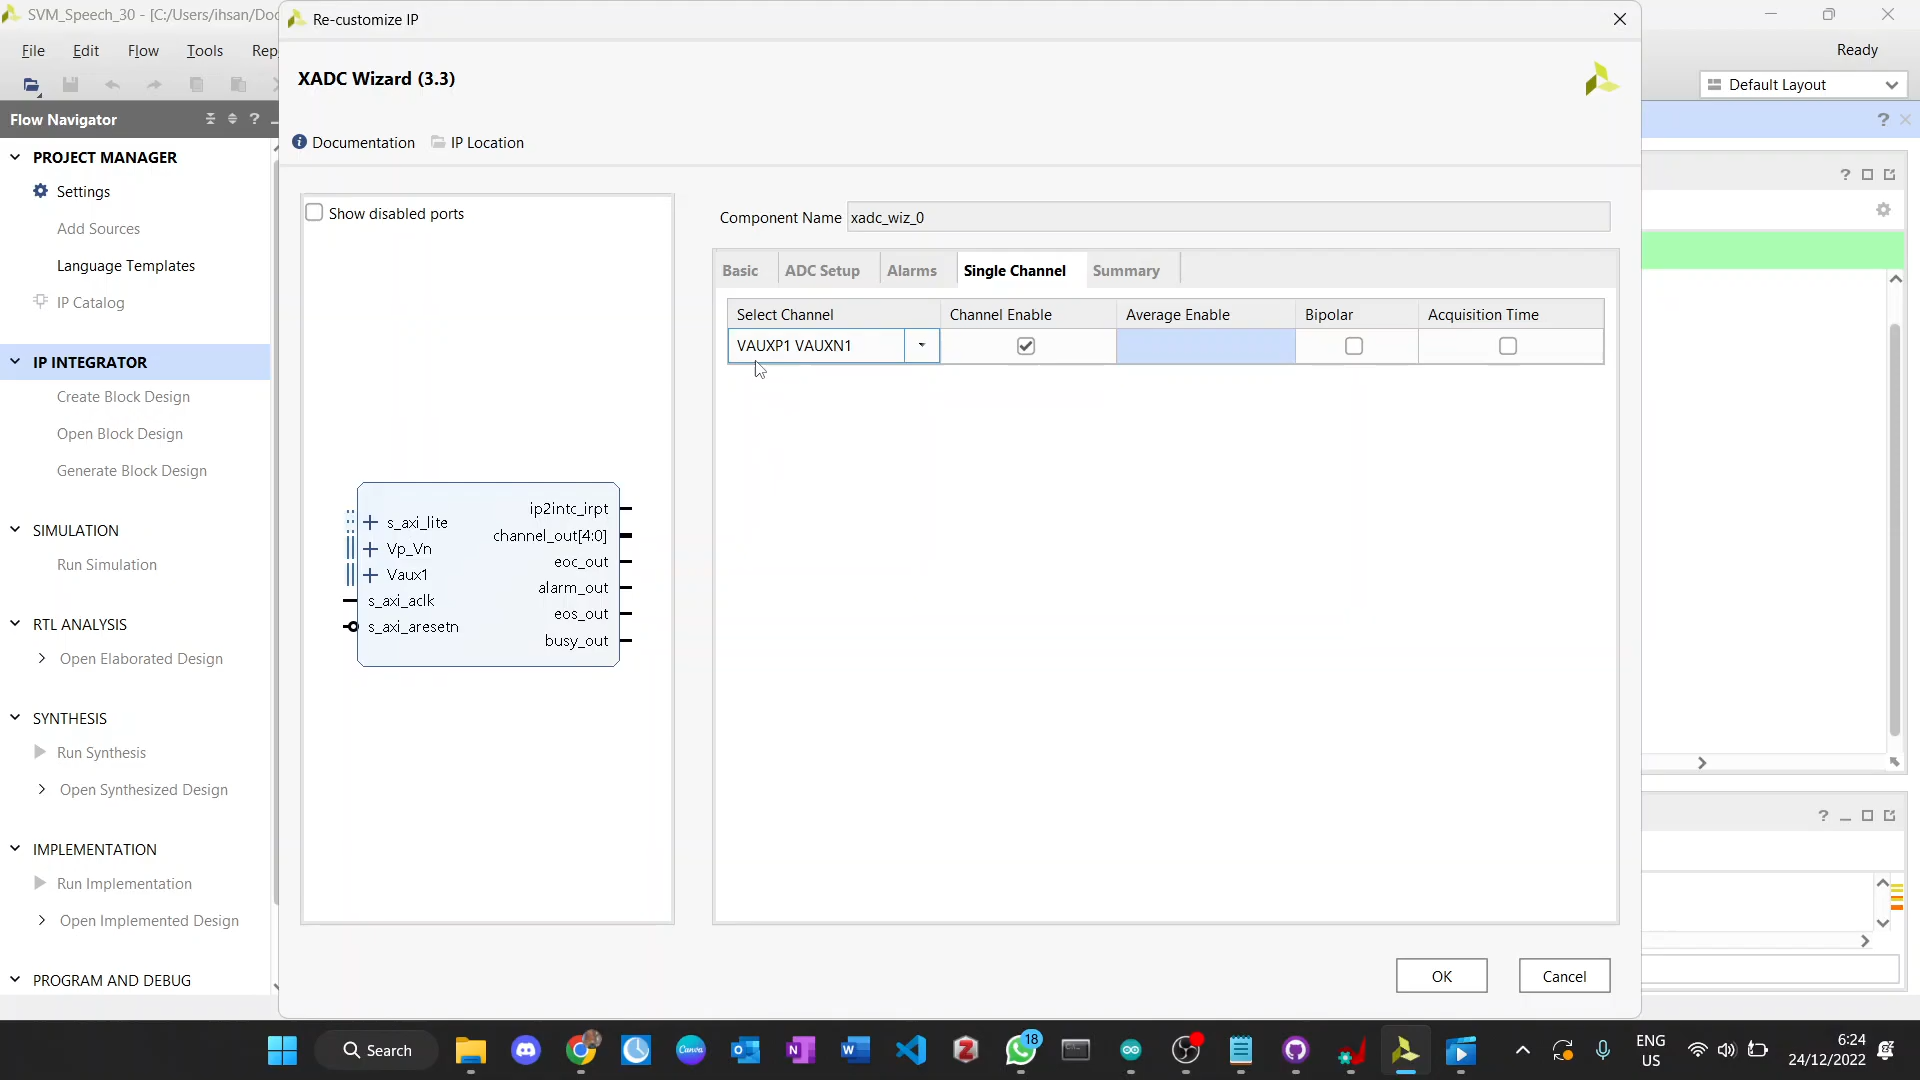 SVM_Speech_30 - [C:/Users/ihsan/Doc
Re-customize IP
File Edit Flow Tools Rep
Ready
XADC Wizard (3.3)
Default Layout
Flow Navigator
Documentation IP Location
PROJECT MANAGER
Settings
Add Sources
Language Templates
IP Catalog
IP INTEGRATOR
Create Block Design
Open Block Design
Generate Block Design
SIMULATION
Run Simulation
RTL ANALYSIS
Open Elaborated Design
SYNTHESIS
Run Synthesis
Open Synthesized Design
IMPLEMENTATION
Run Implementation
Open Implemented Design
PROGRAM AND DEBUG
Show disabled ports
s_axi_lite
Vp_Vn
Vaux1
s_axi_aclk
s_axi_aresetn
ip2intc_irpt
channel_out[4:0]
eoc_out
alarm_out
eos_out
busy_out
Component Name xadc_wiz_0
Basic ADC Setup Alarms Single Channel Summary
Select Channel Channel Enable Average Enable Bipolar Acquisition Time
VAUXP1 VAUXN1
OK Cancel
Search
Canva
18
ENG
US
6:24
24/12/2022